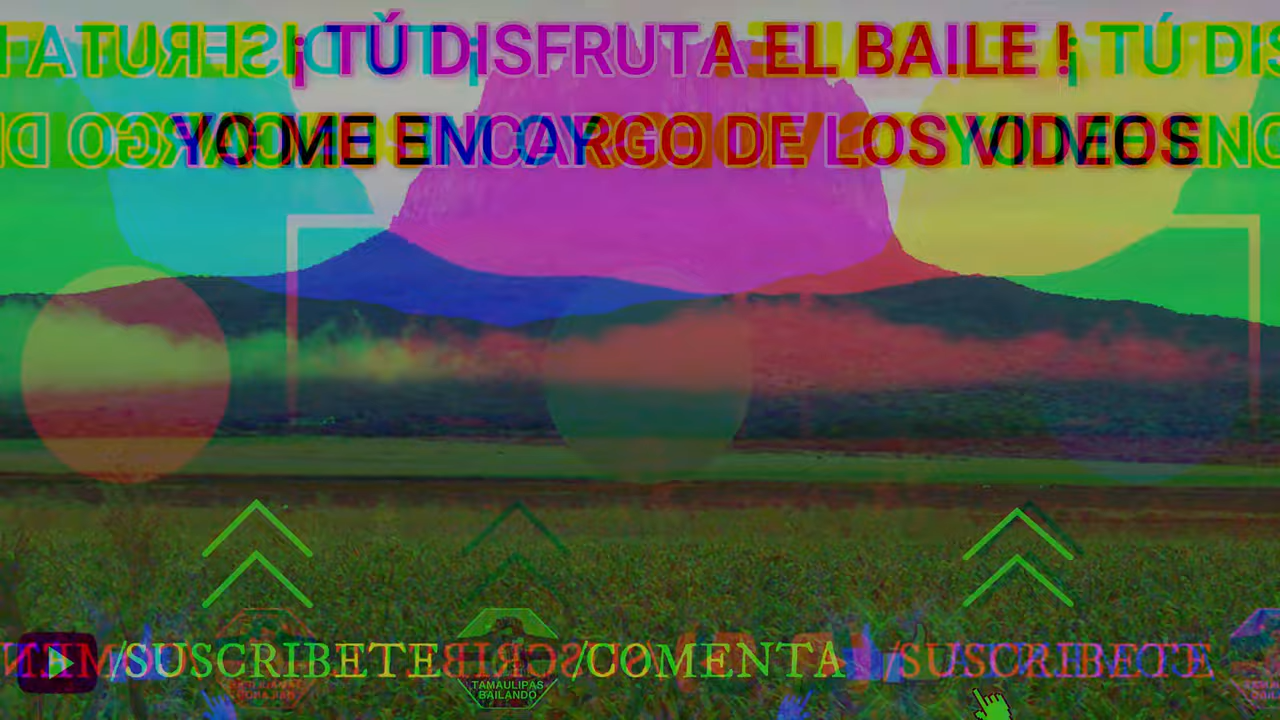 ¡ TÚ DISFRUTA EL BAILE !
YO ME ENCARGO DE LOS VIDEOS
/SUSCRIBETE /COMENTA /SUSCRIBETE
TAMAULIPAS
BAILANDO